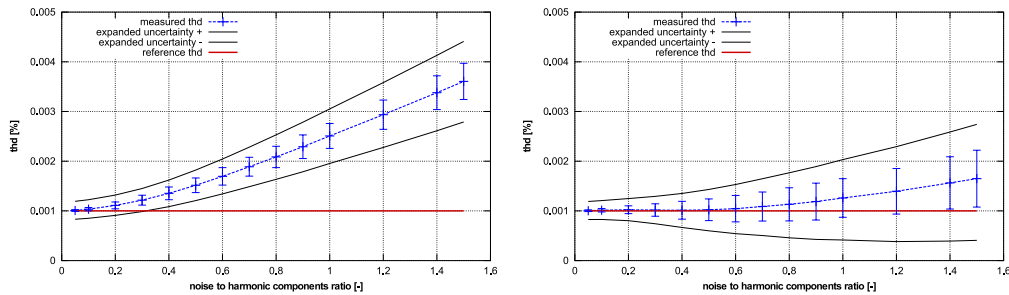 measured thd
expanded uncertainty +
expanded uncertainty -
reference thd
0.005
0.004
0.003
0.002
0.001
0
thd [%]
0 0.2 0.4 0.6 0.8 1 1.2 1.4 1.6
noise to harmonic components ratio [-]
measured thd
expanded uncertainty +
expanded uncertainty -
reference thd
0.005
0.004
0.003
0.002
0.001
0
thd [%]
0 0.2 0.4 0.6 0.8 1 1.2 1.4 1.6
noise to harmonic components ratio [-]